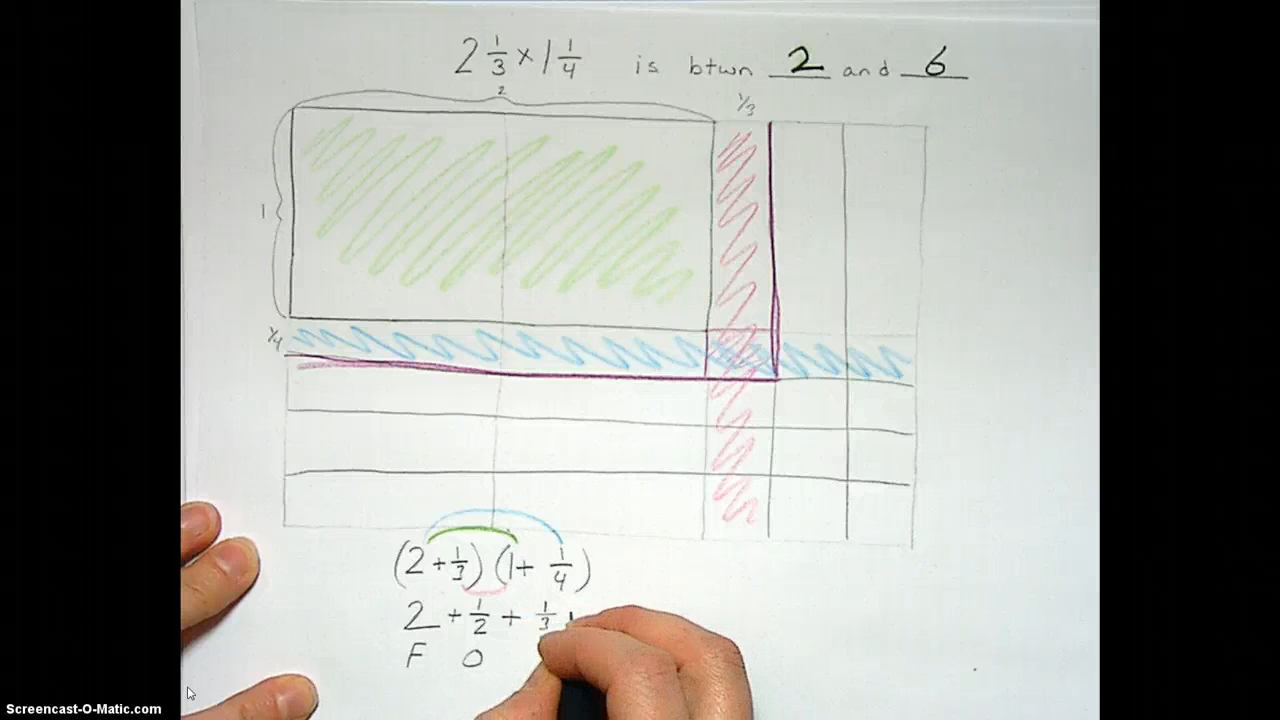 2 1/3 × 1 1/4 is btwn 2 and 6
2
1/3
1
1/4
(2 + 1/3) (1 + 1/4)
2 + 1/2 + 1/3
F O
Screencast-O-Matic.com